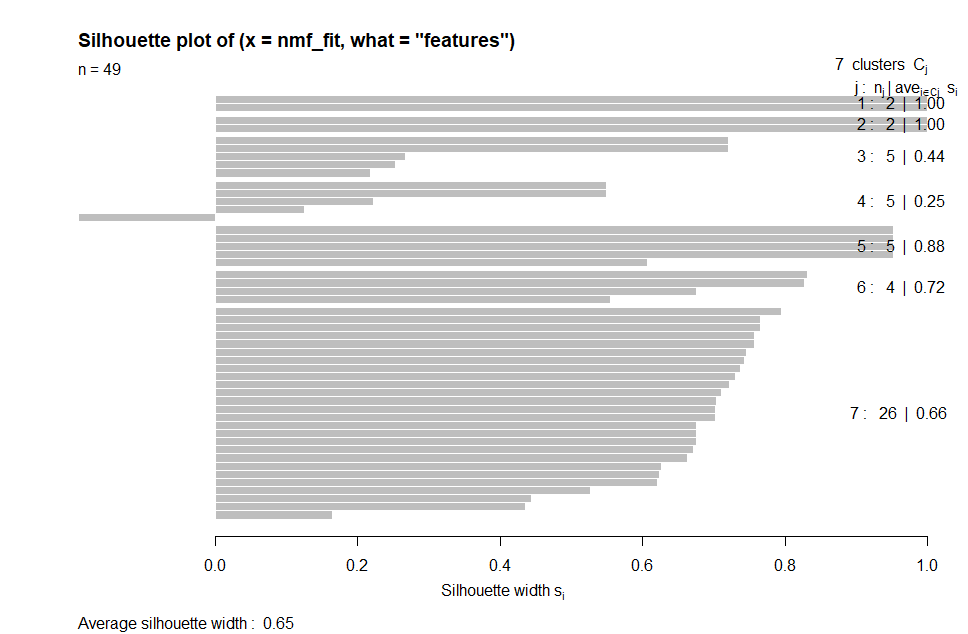 Silhouette plot of (x = nmf_fit, what = "features")
n = 49
7 clusters Cj
j : nj | avei∈Cj si
1 : 2 | 1.00
2 : 2 | 1.00
3 : 5 | 0.44
4 : 5 | 0.25
5 : 5 | 0.88
6 : 4 | 0.72
7 : 26 | 0.66
0.0 0.2 0.4 0.6 0.8 1.0
Silhouette width si
Average silhouette width : 0.65